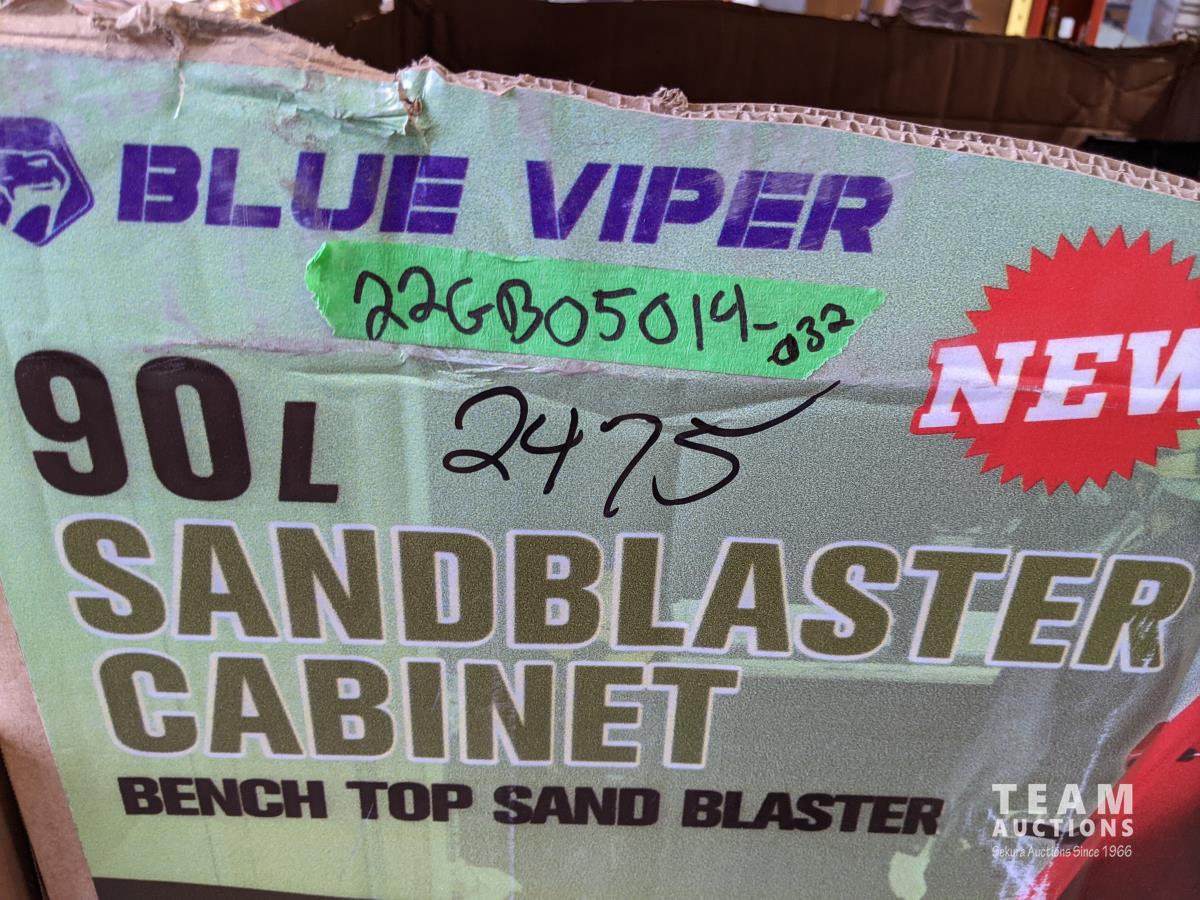 BLUE VIPER
22GB05014-032
NEW
90L
2475
SANDBLASTER
CABINET
BENCH TOP SAND BLASTER
TEAM
AUCTIONS
Sekura Auctions Since 1966